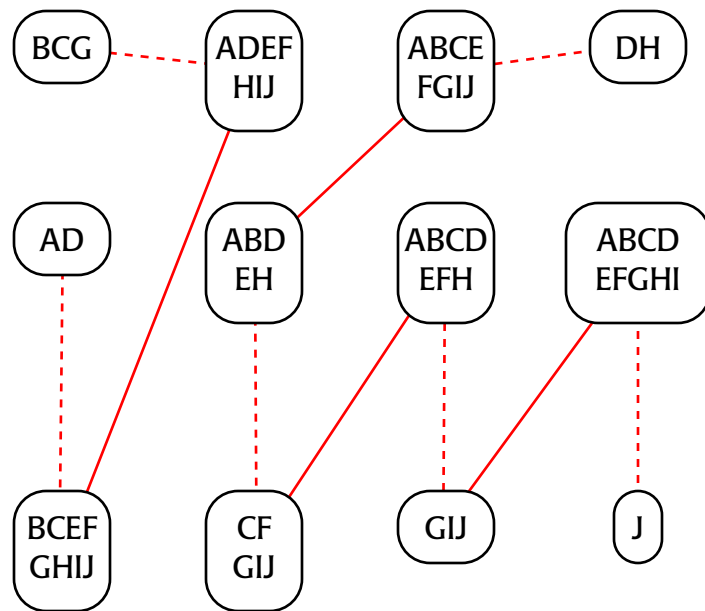 BCG
ADEF
HIJ
ABCE
FGIJ
DH
AD
ABD
EH
ABCD
EFH
ABCD
EFGHI
BCEF
GHIJ
CF
GIJ
GIJ
J